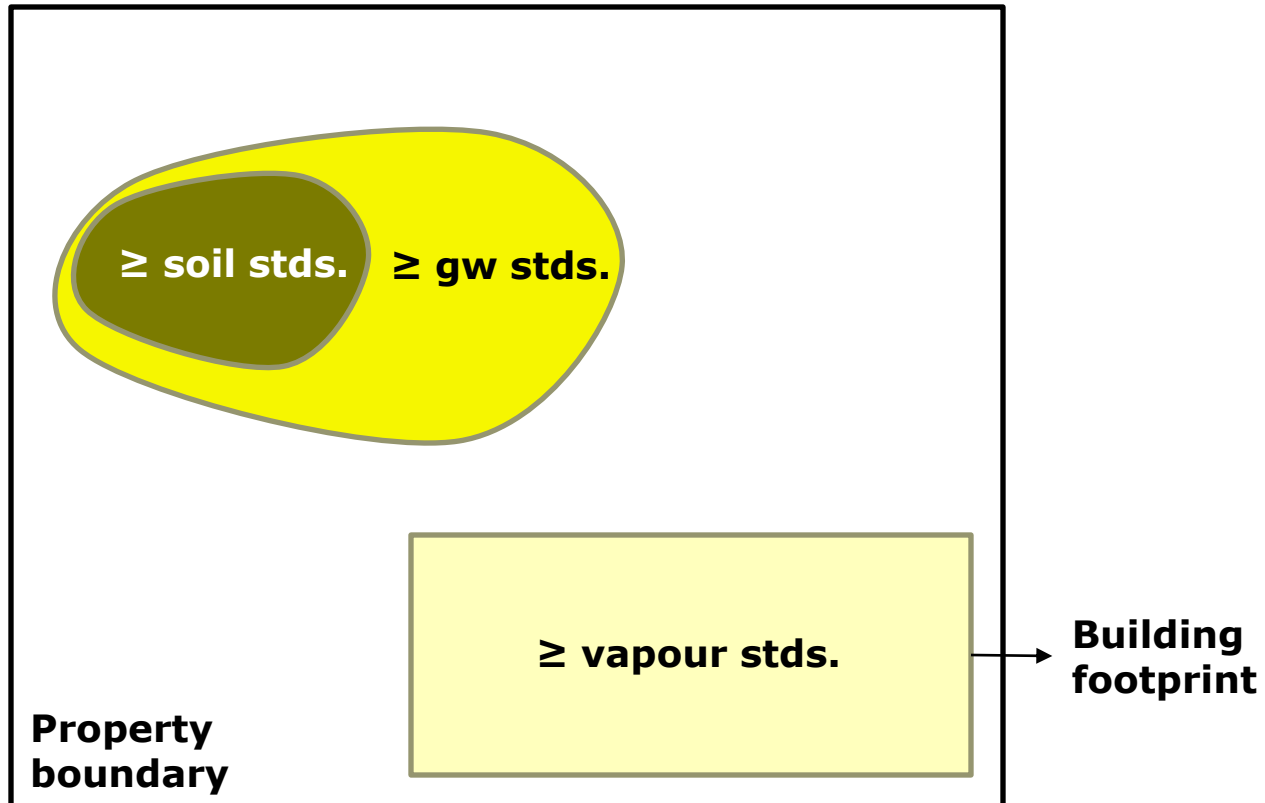 ≥ soil stds.
≥ gw stds.
≥ vapour stds.
Building
footprint
Property
boundary